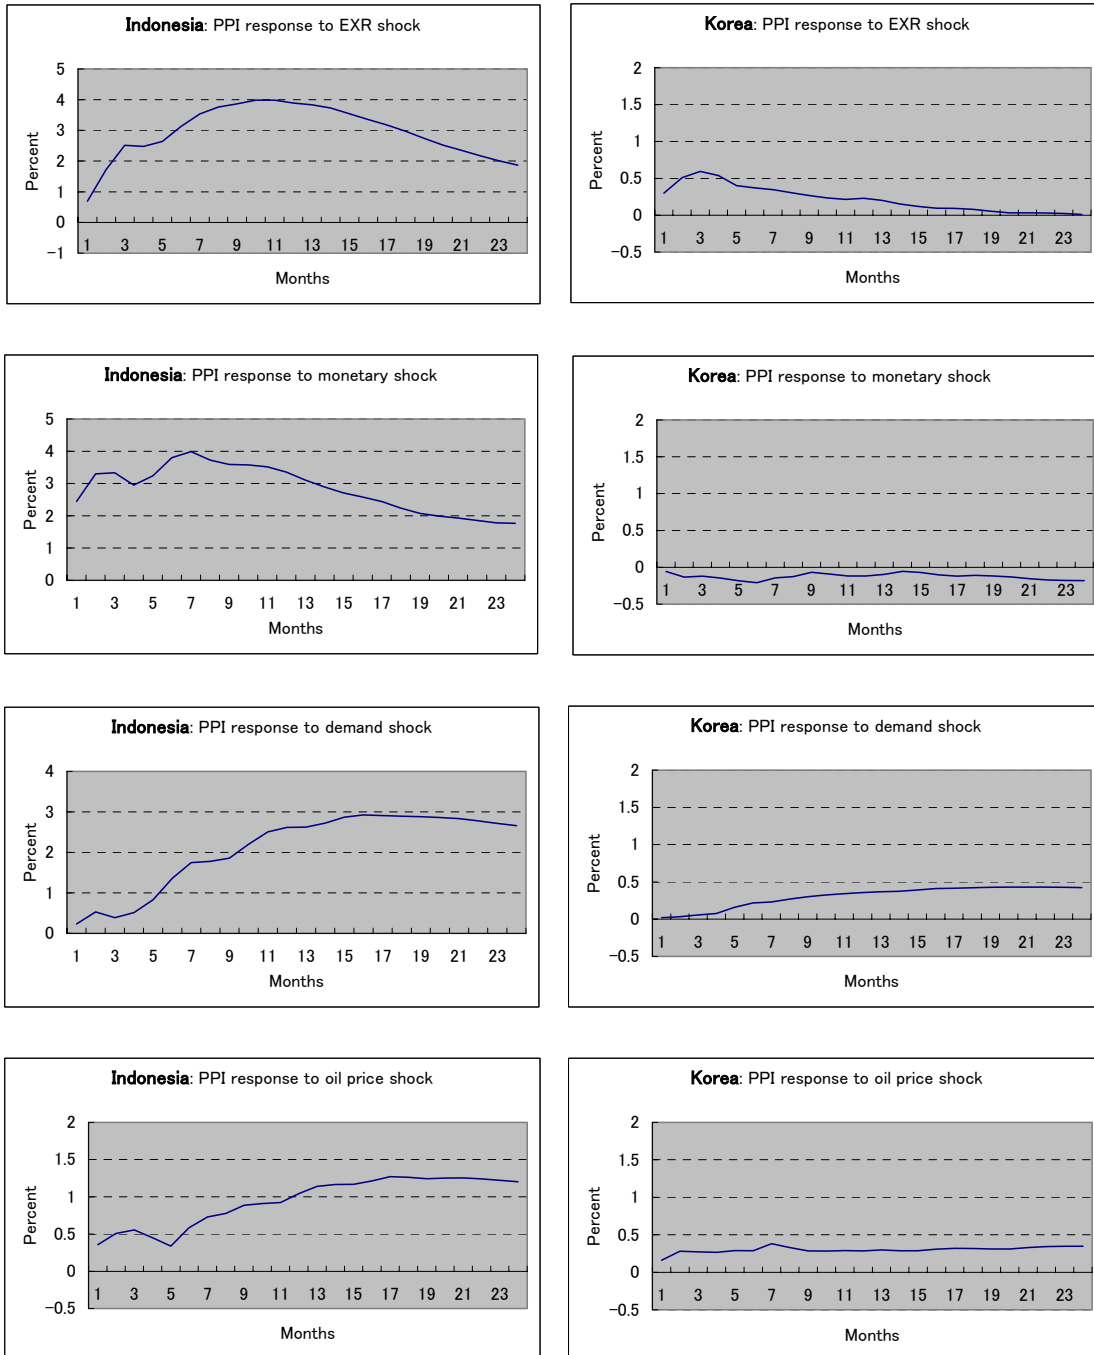 Indonesia: PPI response to EXR shock
5
4
3
2
1
0
−1
Percent
1 3 5 7 9 11 13 15 17 19 21 23
Months
Korea: PPI response to EXR shock
2
1.5
1
0.5
0
−0.5
Percent
1 3 5 7 9 11 13 15 17 19 21 23
Months
Indonesia: PPI response to monetary shock
5
4
3
2
1
0
Percent
1 3 5 7 9 11 13 15 17 19 21 23
Months
Korea: PPI response to monetary shock
2
1.5
1
0.5
0
−0.5
Percent
1 3 5 7 9 11 13 15 17 19 21 23
Months
Indonesia: PPI response to demand shock
4
3
2
1
0
Percent
1 3 5 7 9 11 13 15 17 19 21 23
Months
Korea: PPI response to demand shock
2
1.5
1
0.5
0
−0.5
Percent
1 3 5 7 9 11 13 15 17 19 21 23
Months
Indonesia: PPI response to oil price shock
2
1.5
1
0.5
0
−0.5
Percent
1 3 5 7 9 11 13 15 17 19 21 23
Months
Korea: PPI response to oil price shock
2
1.5
1
0.5
0
−0.5
Percent
1 3 5 7 9 11 13 15 17 19 21 23
Months